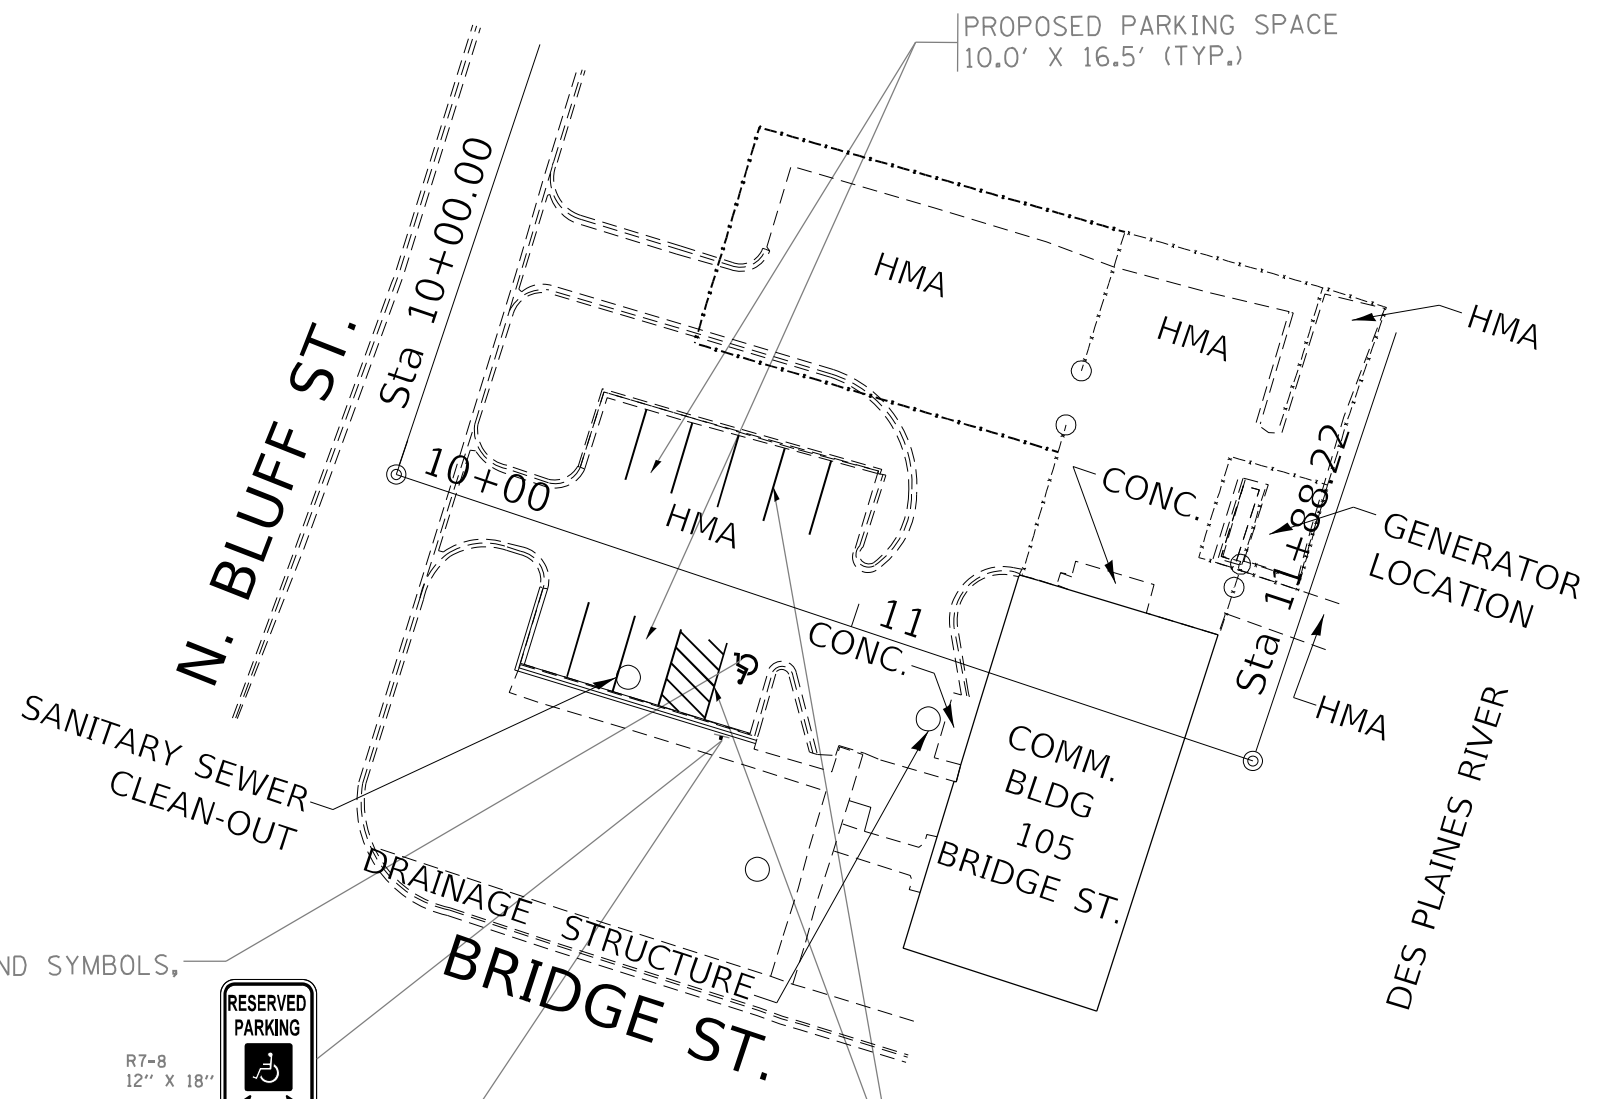 PROPOSED PARKING SPACE
10.0' X 16.5' (TYP.)
Sta 10+00.00
N. BLUFF ST.
10+00
HMA
HMA
HMA
HMA
CONC.
GENERATOR
LOCATION
Sta 11+88.22
11
CONC.
HMA
SANITARY SEWER
CLEAN-OUT
COMM.
BLDG
105
BRIDGE ST.
DES PLAINES RIVER
DRAINAGE STRUCTURE
BRIDGE ST.
ND SYMBOLS,
RESERVED
PARKING
R7-8
12" X 18"